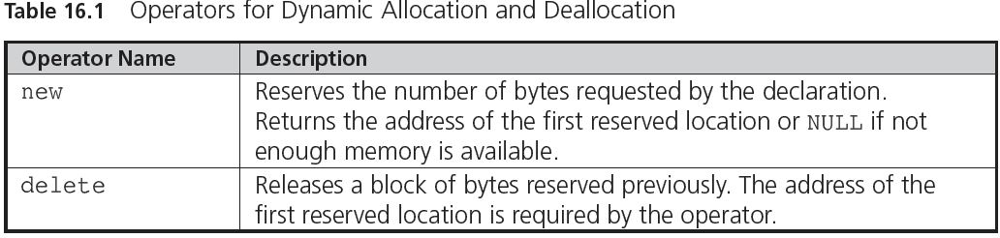 Table 16.1 Operators for Dynamic Allocation and Deallocation
Operator Name Description
new Reserves the number of bytes requested by the declaration.
Returns the address of the first reserved location or NULL if not
enough memory is available.
delete Releases a block of bytes reserved previously. The address of the
first reserved location is required by the operator.